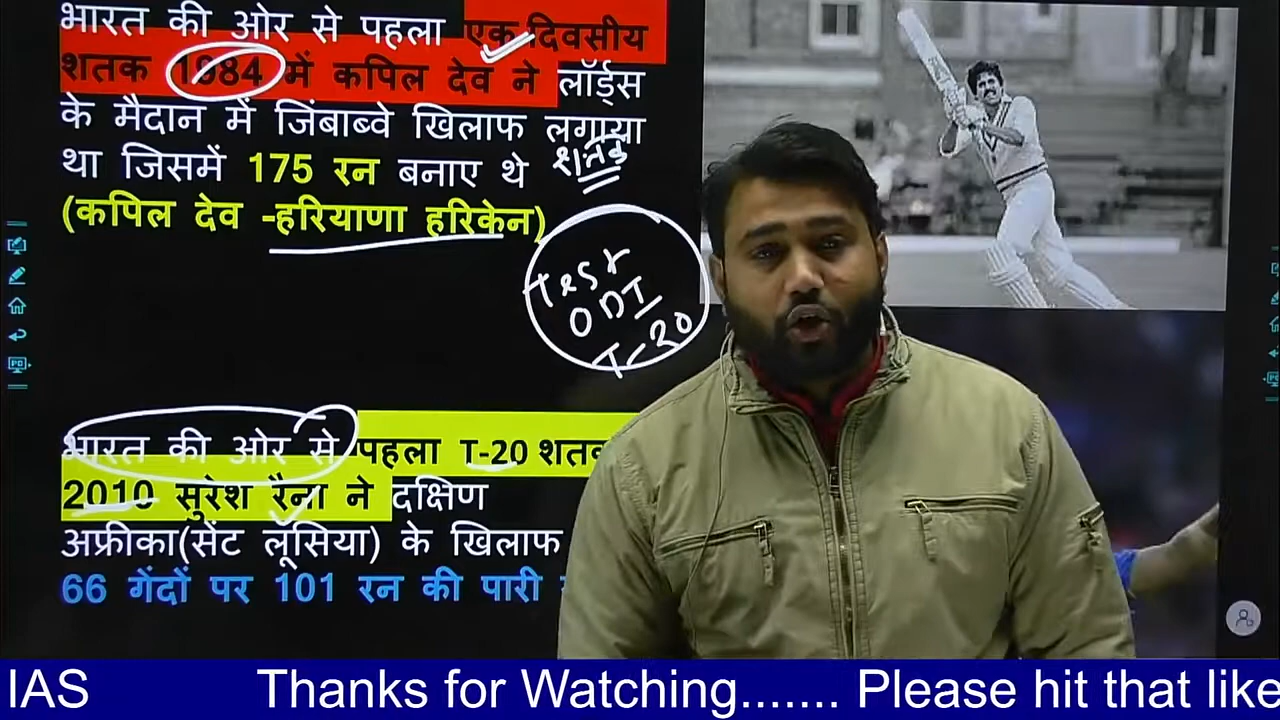 भारत की ओर से पहला एक दिवसीय
शतक 1984 में कपिल देव ने लॉर्ड्स
के मैदान में जिंबाब्वे खिलाफ लगाया
था जिसमें 175 रन बनाए थे
शतक
(कपिल देव -हरियाणा हरिकेन)
Test
ODI
T-20
भारत की ओर से पहला T-20 शतक
2010 सुरेश रैना ने दक्षिण
अफ्रीका(सेंट लूसिया) के खिलाफ
66 गेंदों पर 101 रन की पारी
IAS Thanks for Watching....... Please hit that like